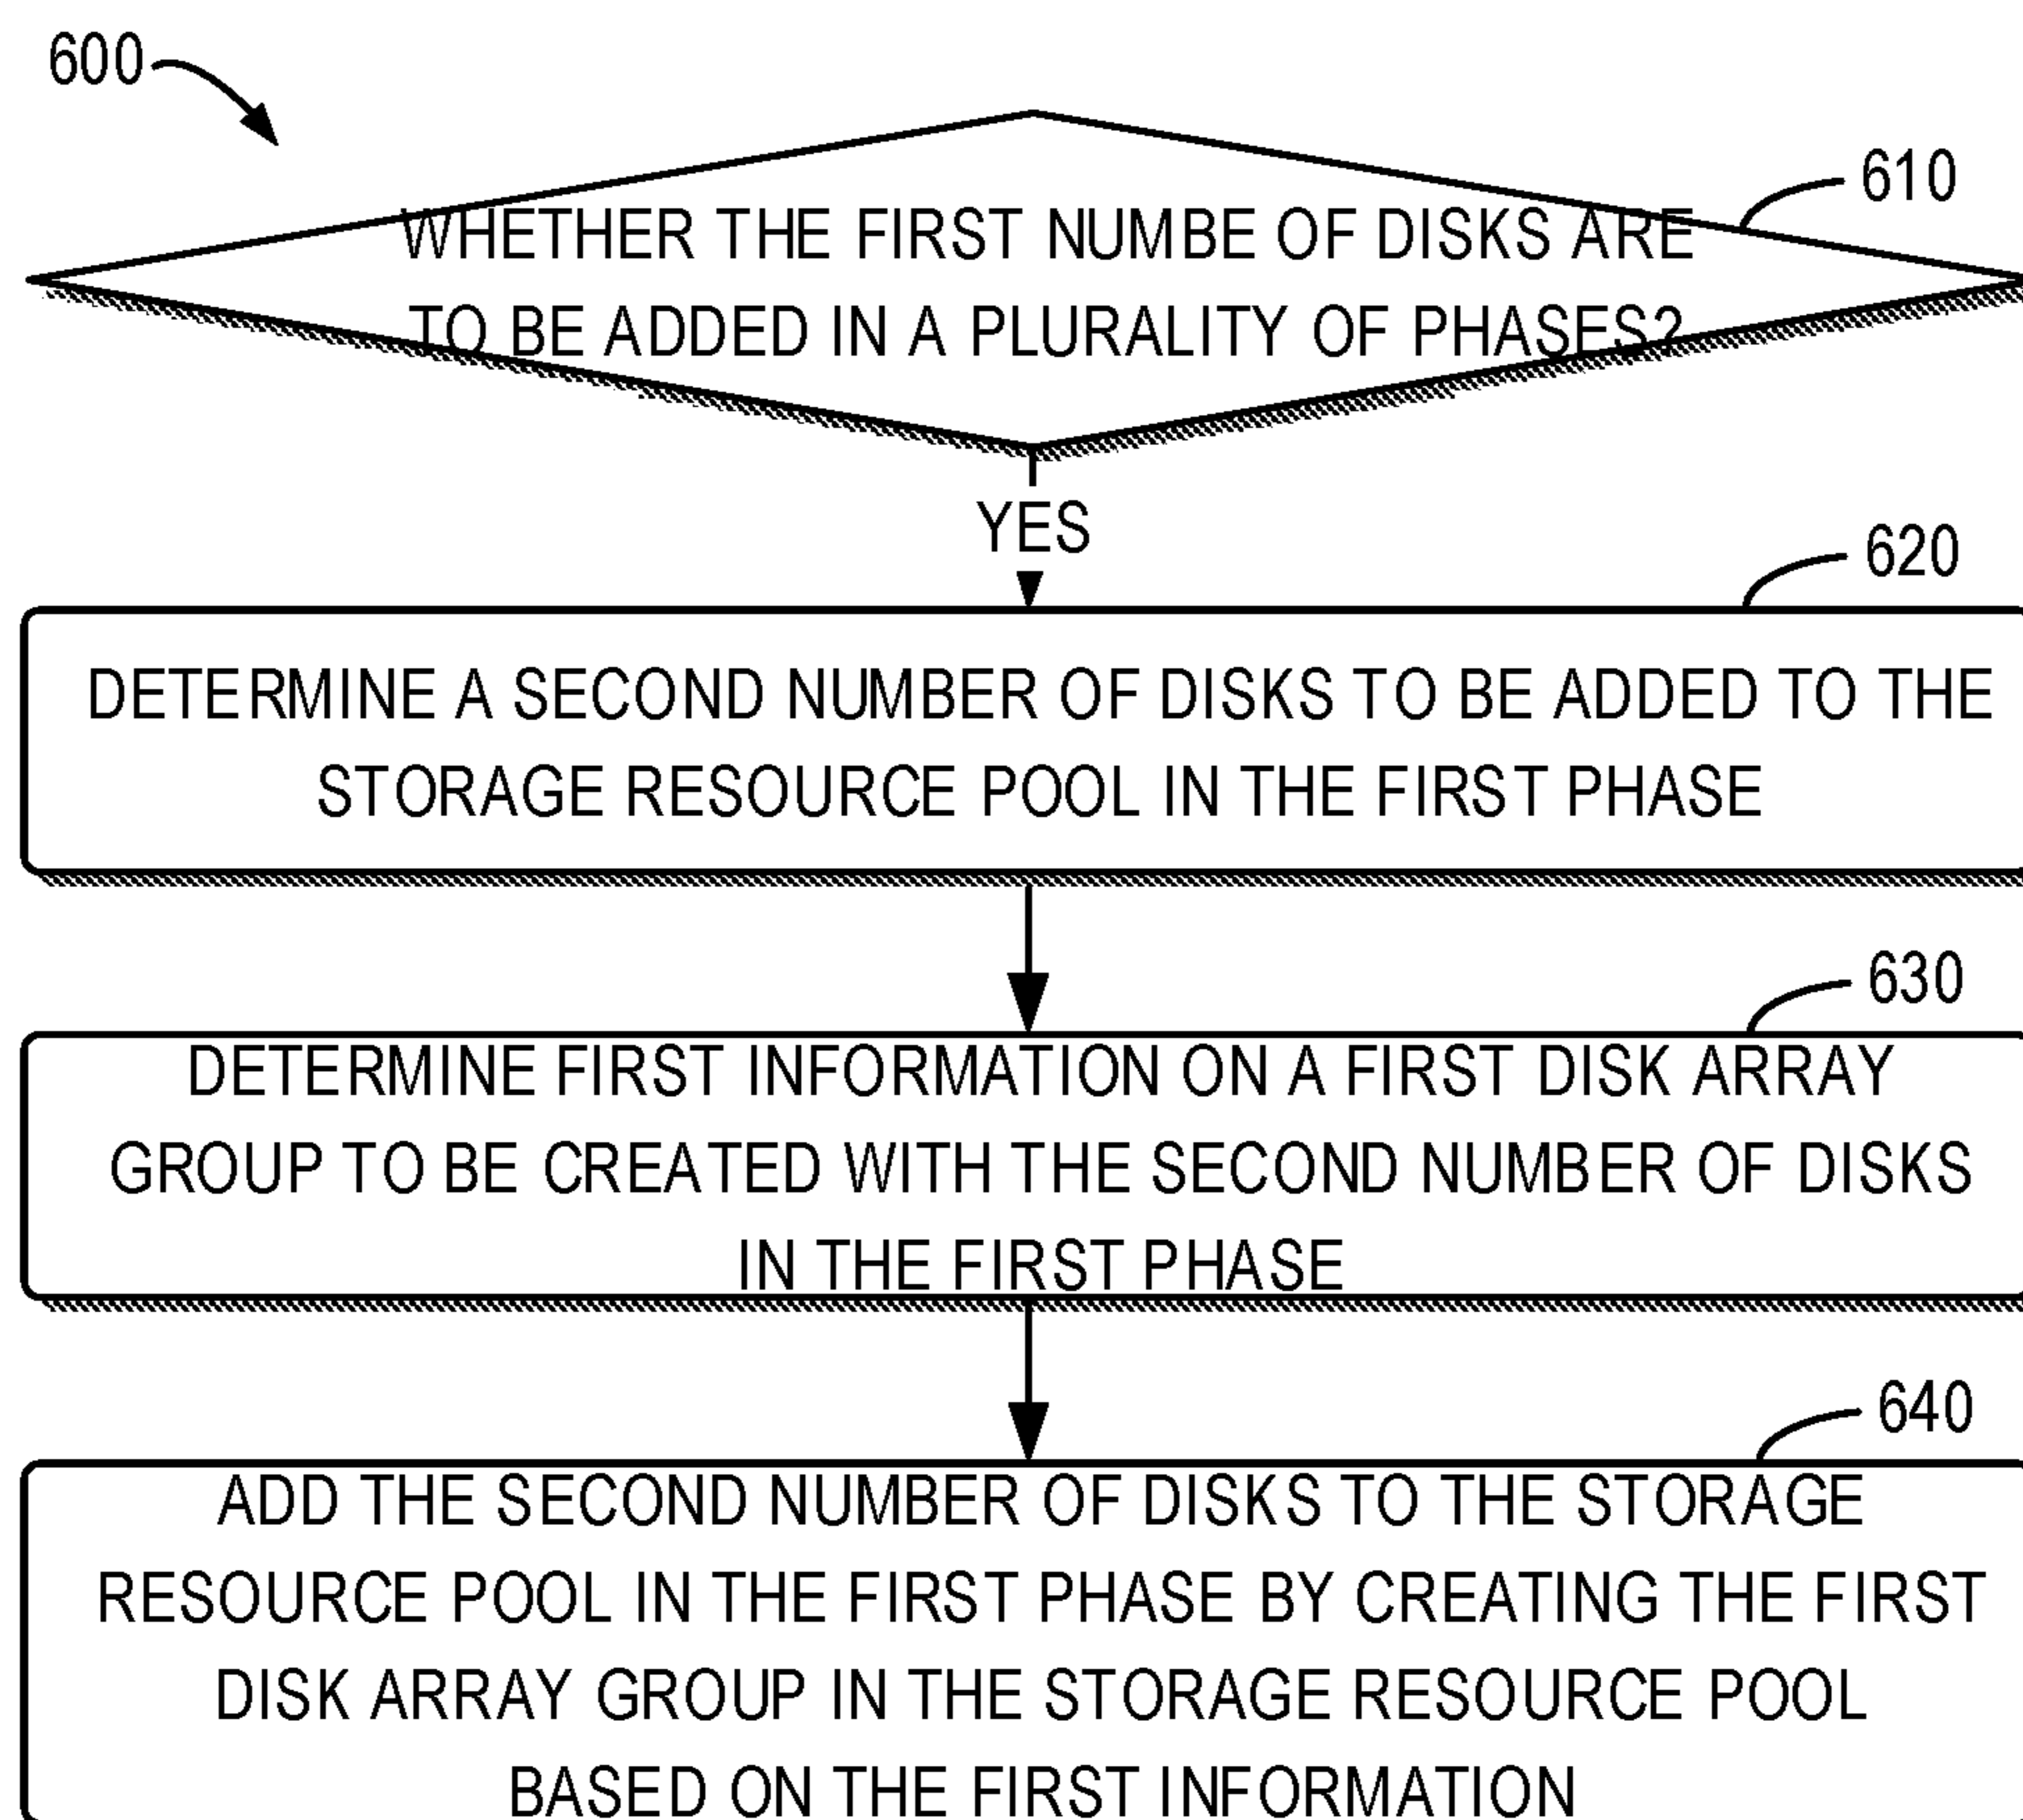 600
610
WHETHER THE FIRST NUMBE OF DISKS ARE
TO BE ADDED IN A PLURALITY OF PHASES?
YES
620
DETERMINE A SECOND NUMBER OF DISKS TO BE ADDED TO THE
STORAGE RESOURCE POOL IN THE FIRST PHASE
630
DETERMINE FIRST INFORMATION ON A FIRST DISK ARRAY
GROUP TO BE CREATED WITH THE SECOND NUMBER OF DISKS
IN THE FIRST PHASE
640
ADD THE SECOND NUMBER OF DISKS TO THE STORAGE
RESOURCE POOL IN THE FIRST PHASE BY CREATING THE FIRST
DISK ARRAY GROUP IN THE STORAGE RESOURCE POOL
BASED ON THE FIRST INFORMATION